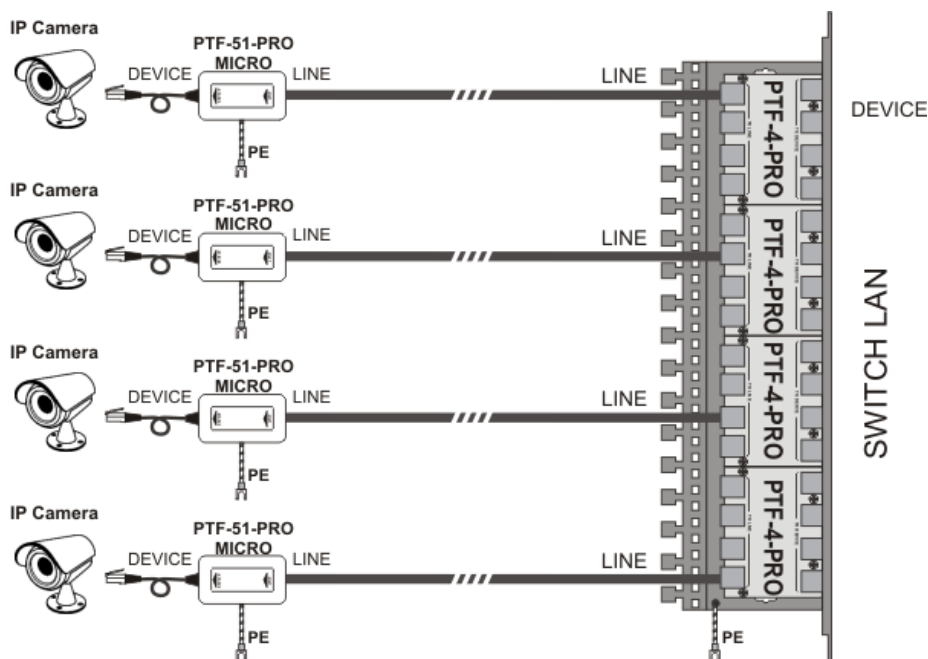 IP Camera
PTF-51-PRO
MICRO
DEVICE
LINE
LINE
PE
PTF-4-PRO
DEVICE
IP Camera
PTF-51-PRO
MICRO
DEVICE
LINE
LINE
PE
PTF-4-PRO
SWITCH LAN
IP Camera
PTF-51-PRO
MICRO
DEVICE
LINE
LINE
PE
PTF-4-PRO
IP Camera
PTF-51-PRO
MICRO
DEVICE
LINE
LINE
PE
PTF-4-PRO
PE